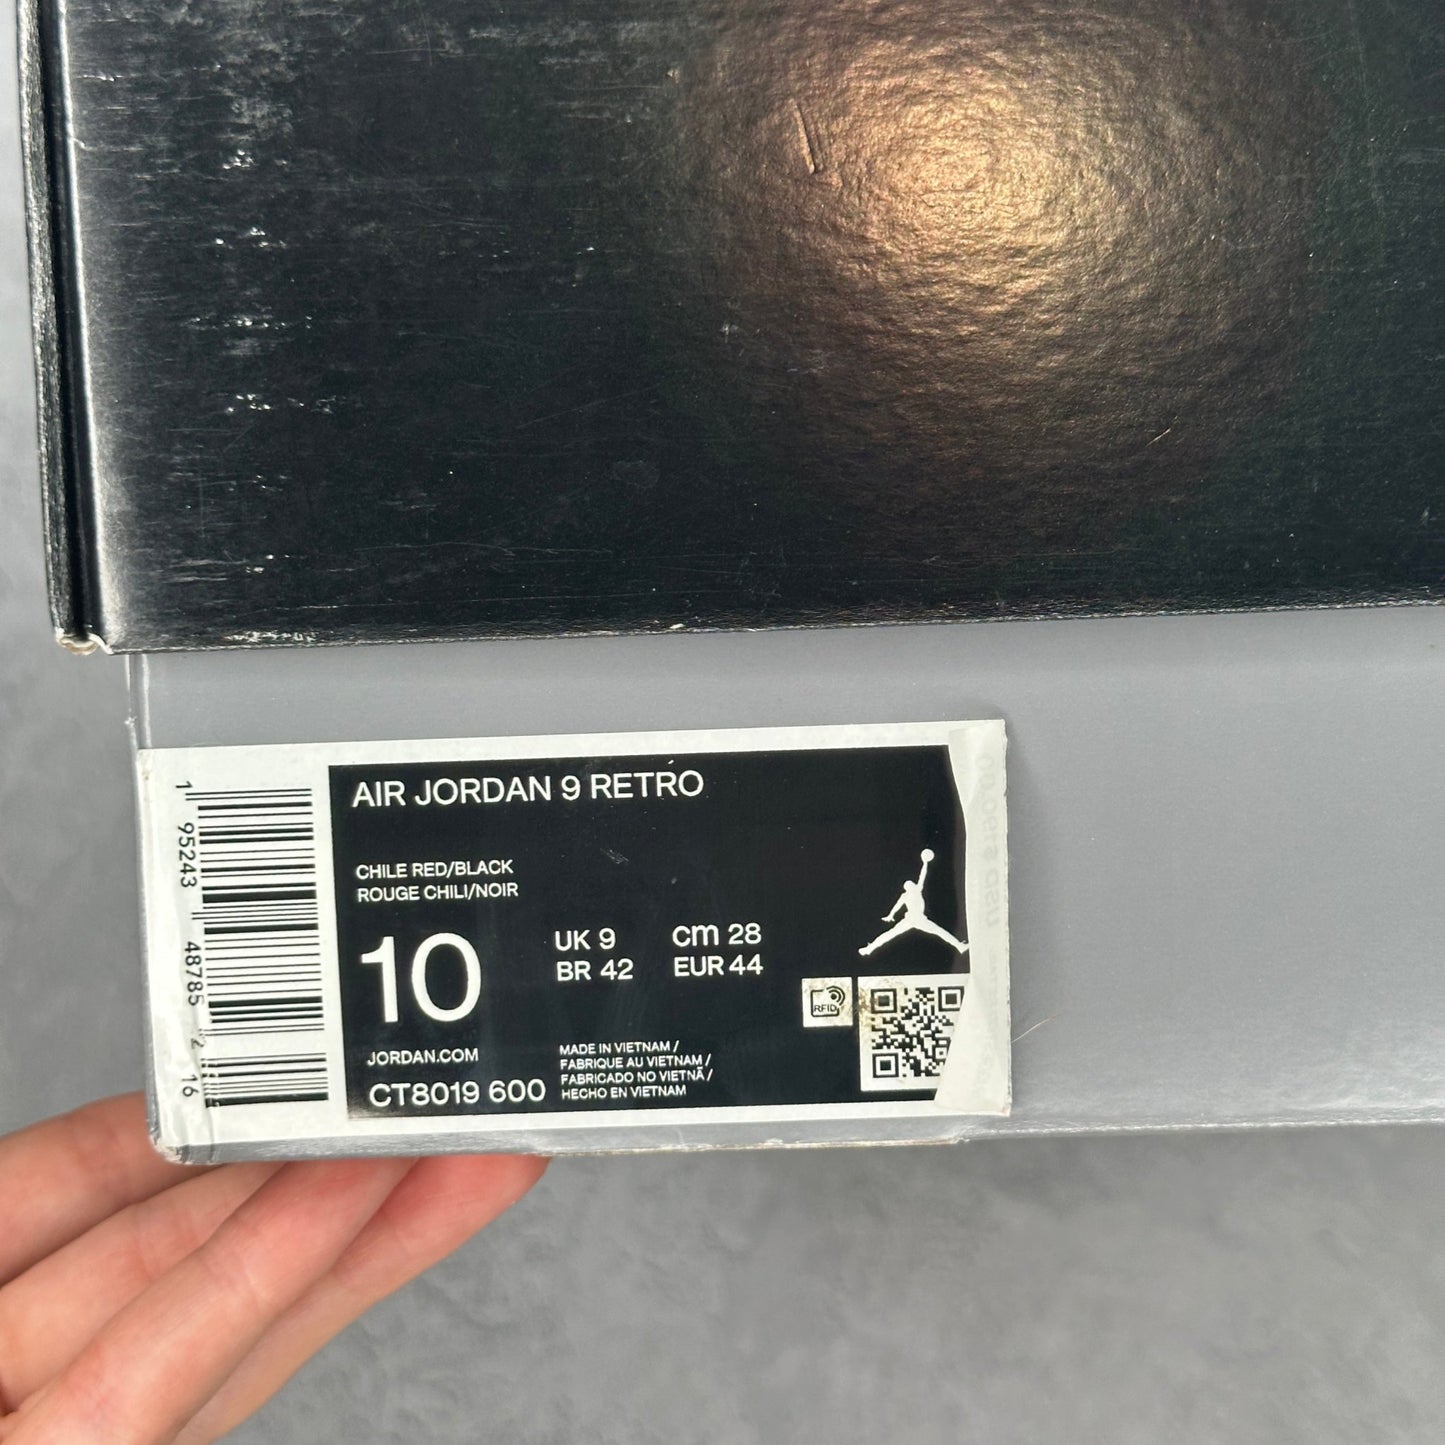 AIR JORDAN 9 RETRO
CHILE RED/BLACK
ROUGE CHILI/NOIR
10
UK 9
cm 28
BR 42
EUR 44
JORDAN.COM
CT8019 600
MADE IN VIETNAM /
FABRIQUE AU VIETNAM /
FABRICADO NO VIETNÃ /
HECHO EN VIETNAM
RFID
1 95243 48785 2 16